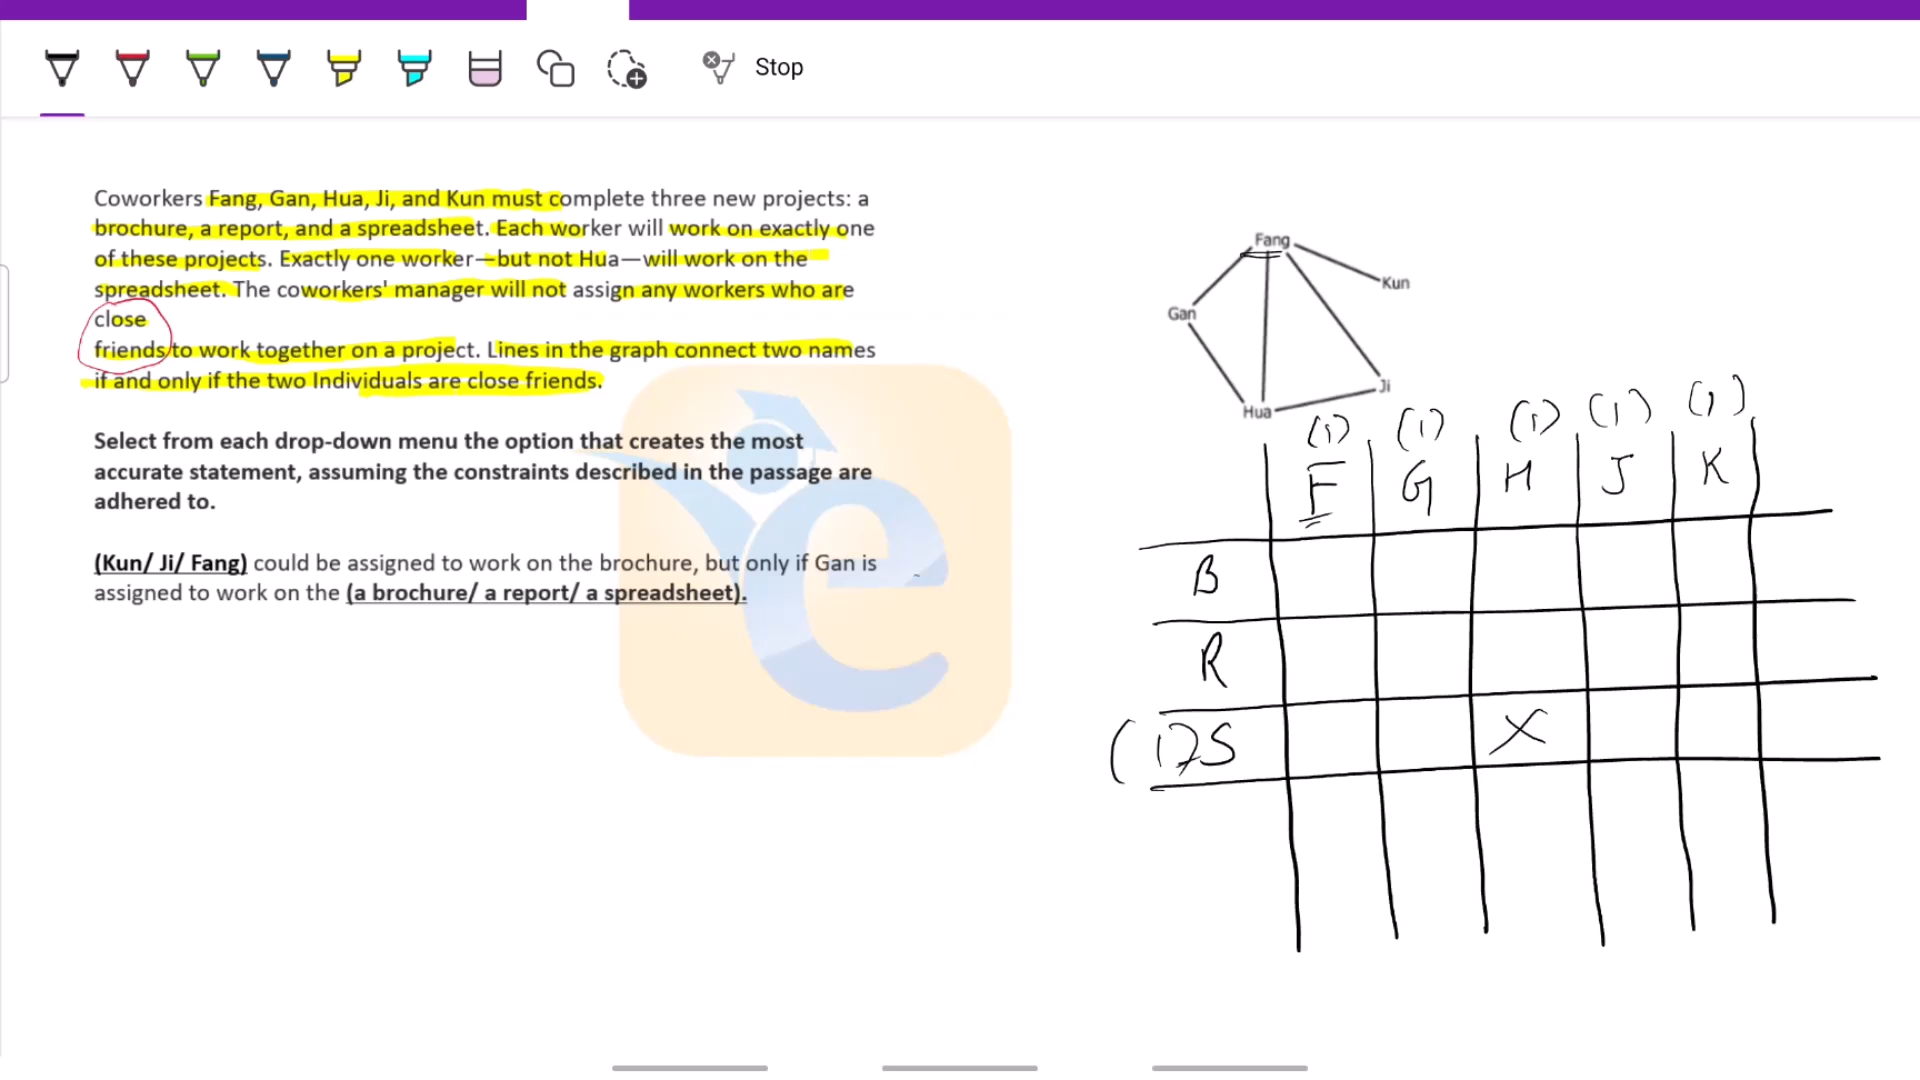 Stop
Coworkers Fang, Gan, Hua, Ji, and Kun must complete three new projects: a
brochure, a report, and a spreadsheet. Each worker will work on exactly one
of these projects. Exactly one worker—but not Hua—will work on the
spreadsheet. The coworkers' manager will not assign any workers who are
close
friends to work together on a project. Lines in the graph connect two names
if and only if the two Individuals are close friends.
Select from each drop-down menu the option that creates the most
accurate statement, assuming the constraints described in the passage are
adhered to.
(Kun/ Ji/ Fang) could be assigned to work on the brochure, but only if Gan is
assigned to work on the (a brochure/ a report/ a spreadsheet).
Fang
Kun
Gan
Ji
Hua
(1) (1) (1) (1) (1)
F G H J K
B
R
(1) S X
e